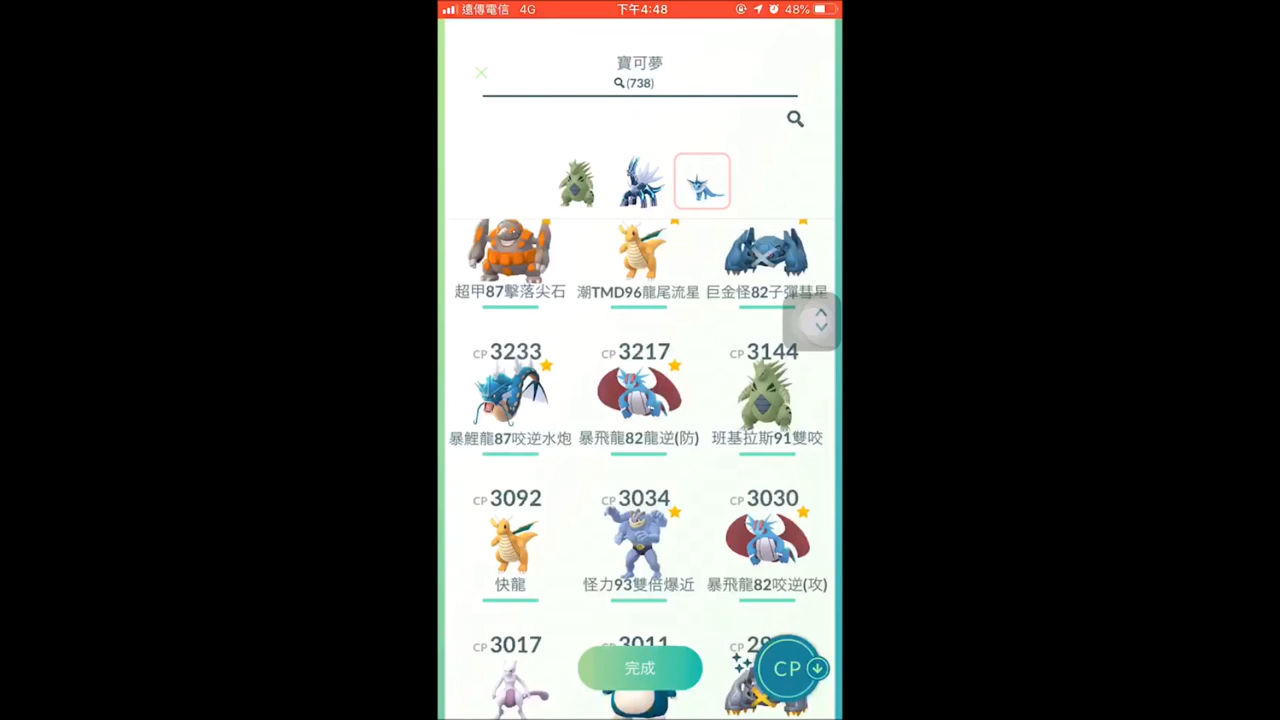 遠傳電信 4G 下午4:48 48%
寶可夢
(738)
超甲87擊落尖石 潮TMD96龍尾流星 巨金怪82子彈彗星
CP 3233 CP 3217 CP 3144
暴鯉龍87咬逆水炮 暴飛龍82龍逆(防) 班基拉斯91雙咬
CP 3092 CP 3034 CP 3030
快龍 怪力93雙倍爆近 暴飛龍82咬逆(攻)
CP 3017 CP 3011 CP
完成 CP